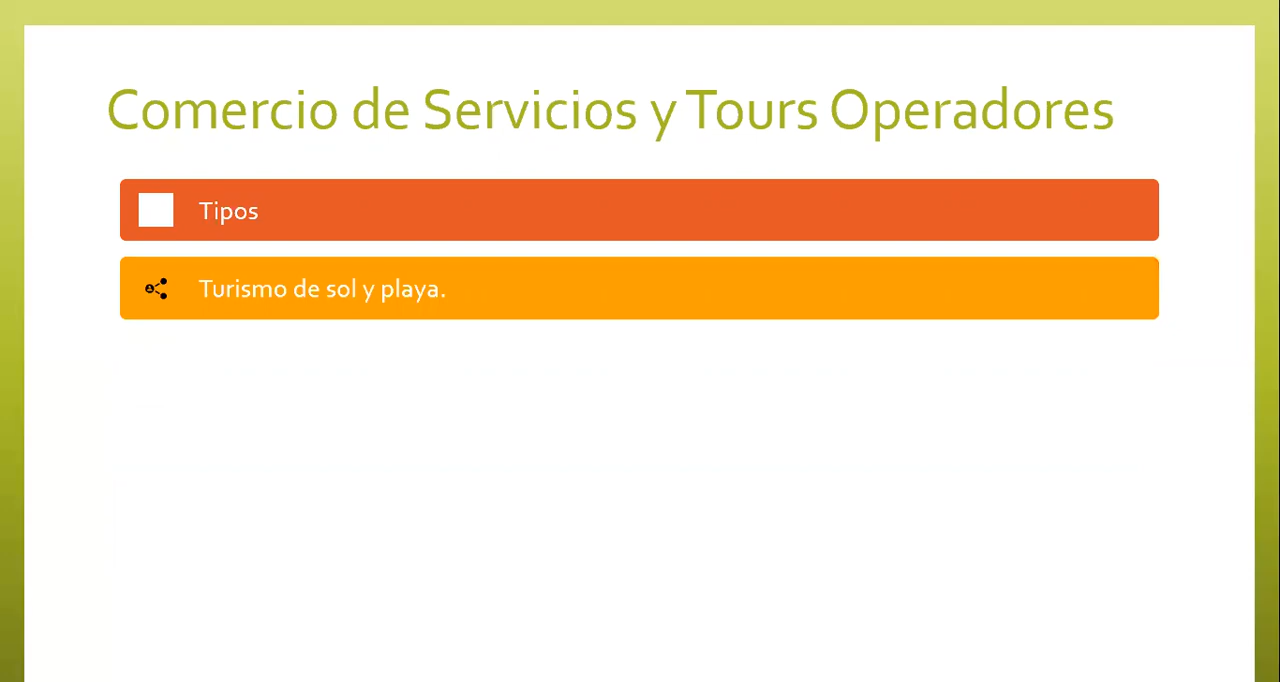 Comercio de Servicios y Tours Operadores
Tipos
Turismo de sol y playa.